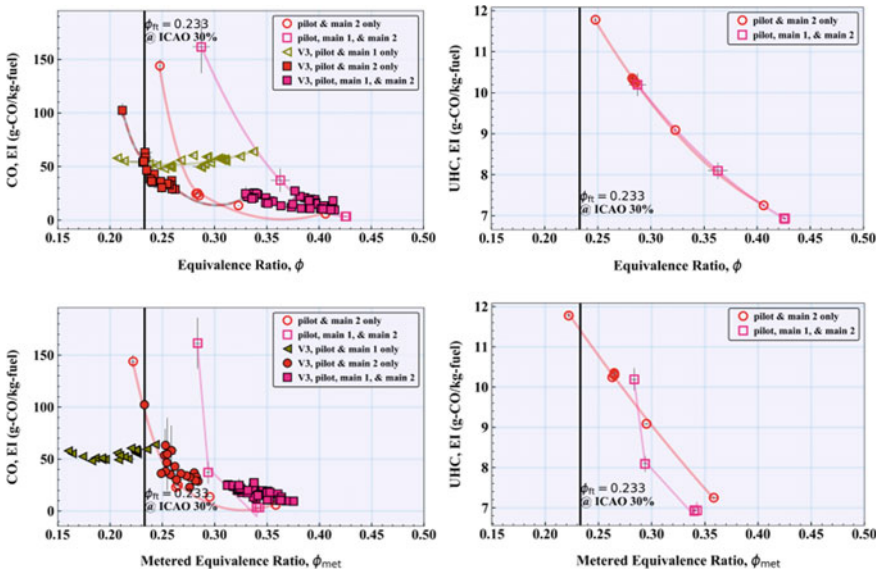 ϕft = 0.233
@ ICAO 30%
pilot & main 2 only
pilot, main 1, & main 2
V3, pilot & main 1 only
V3, pilot & main 2 only
V3, pilot, main 1, & main 2
150
100
50
0
CO, EI (g-CO/kg-fuel)
0.15 0.20 0.25 0.30 0.35 0.40 0.45 0.50
Equivalence Ratio, ϕ
pilot & main 2 only
pilot, main 1, & main 2
12
11
10
9
8
7
UHC, EI (g-CO/kg-fuel)
ϕft = 0.233
@ ICAO 30%
0.15 0.20 0.25 0.30 0.35 0.40 0.45 0.50
Equivalence Ratio, ϕ
pilot & main 2 only
pilot, main 1, & main 2
V3, pilot & main 1 only
V3, pilot & main 2 only
V3, pilot, main 1, & main 2
150
100
50
0
CO, EI (g-CO/kg-fuel)
ϕft = 0.233
@ ICAO 30%
0.15 0.20 0.25 0.30 0.35 0.40 0.45 0.50
Metered Equivalence Ratio, ϕmet
pilot & main 2 only
pilot, main 1, & main 2
12
11
10
9
8
7
UHC, EI (g-CO/kg-fuel)
ϕft = 0.233
@ ICAO 30%
0.15 0.20 0.25 0.30 0.35 0.40 0.45 0.50
Metered Equivalence Ratio, ϕmet